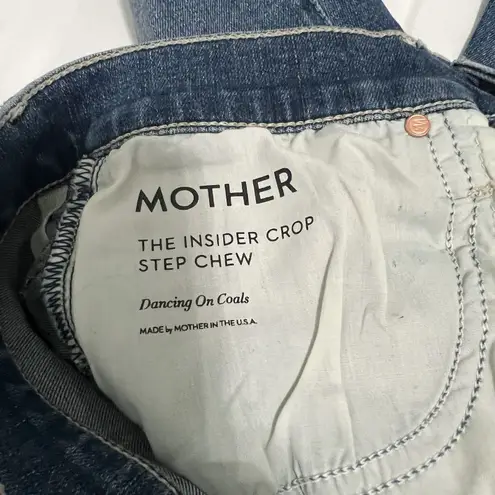 MOTHER
THE INSIDER CROP
STEP CHEW
Dancing On Coals
MADE by MOTHER IN THE U.S.A.